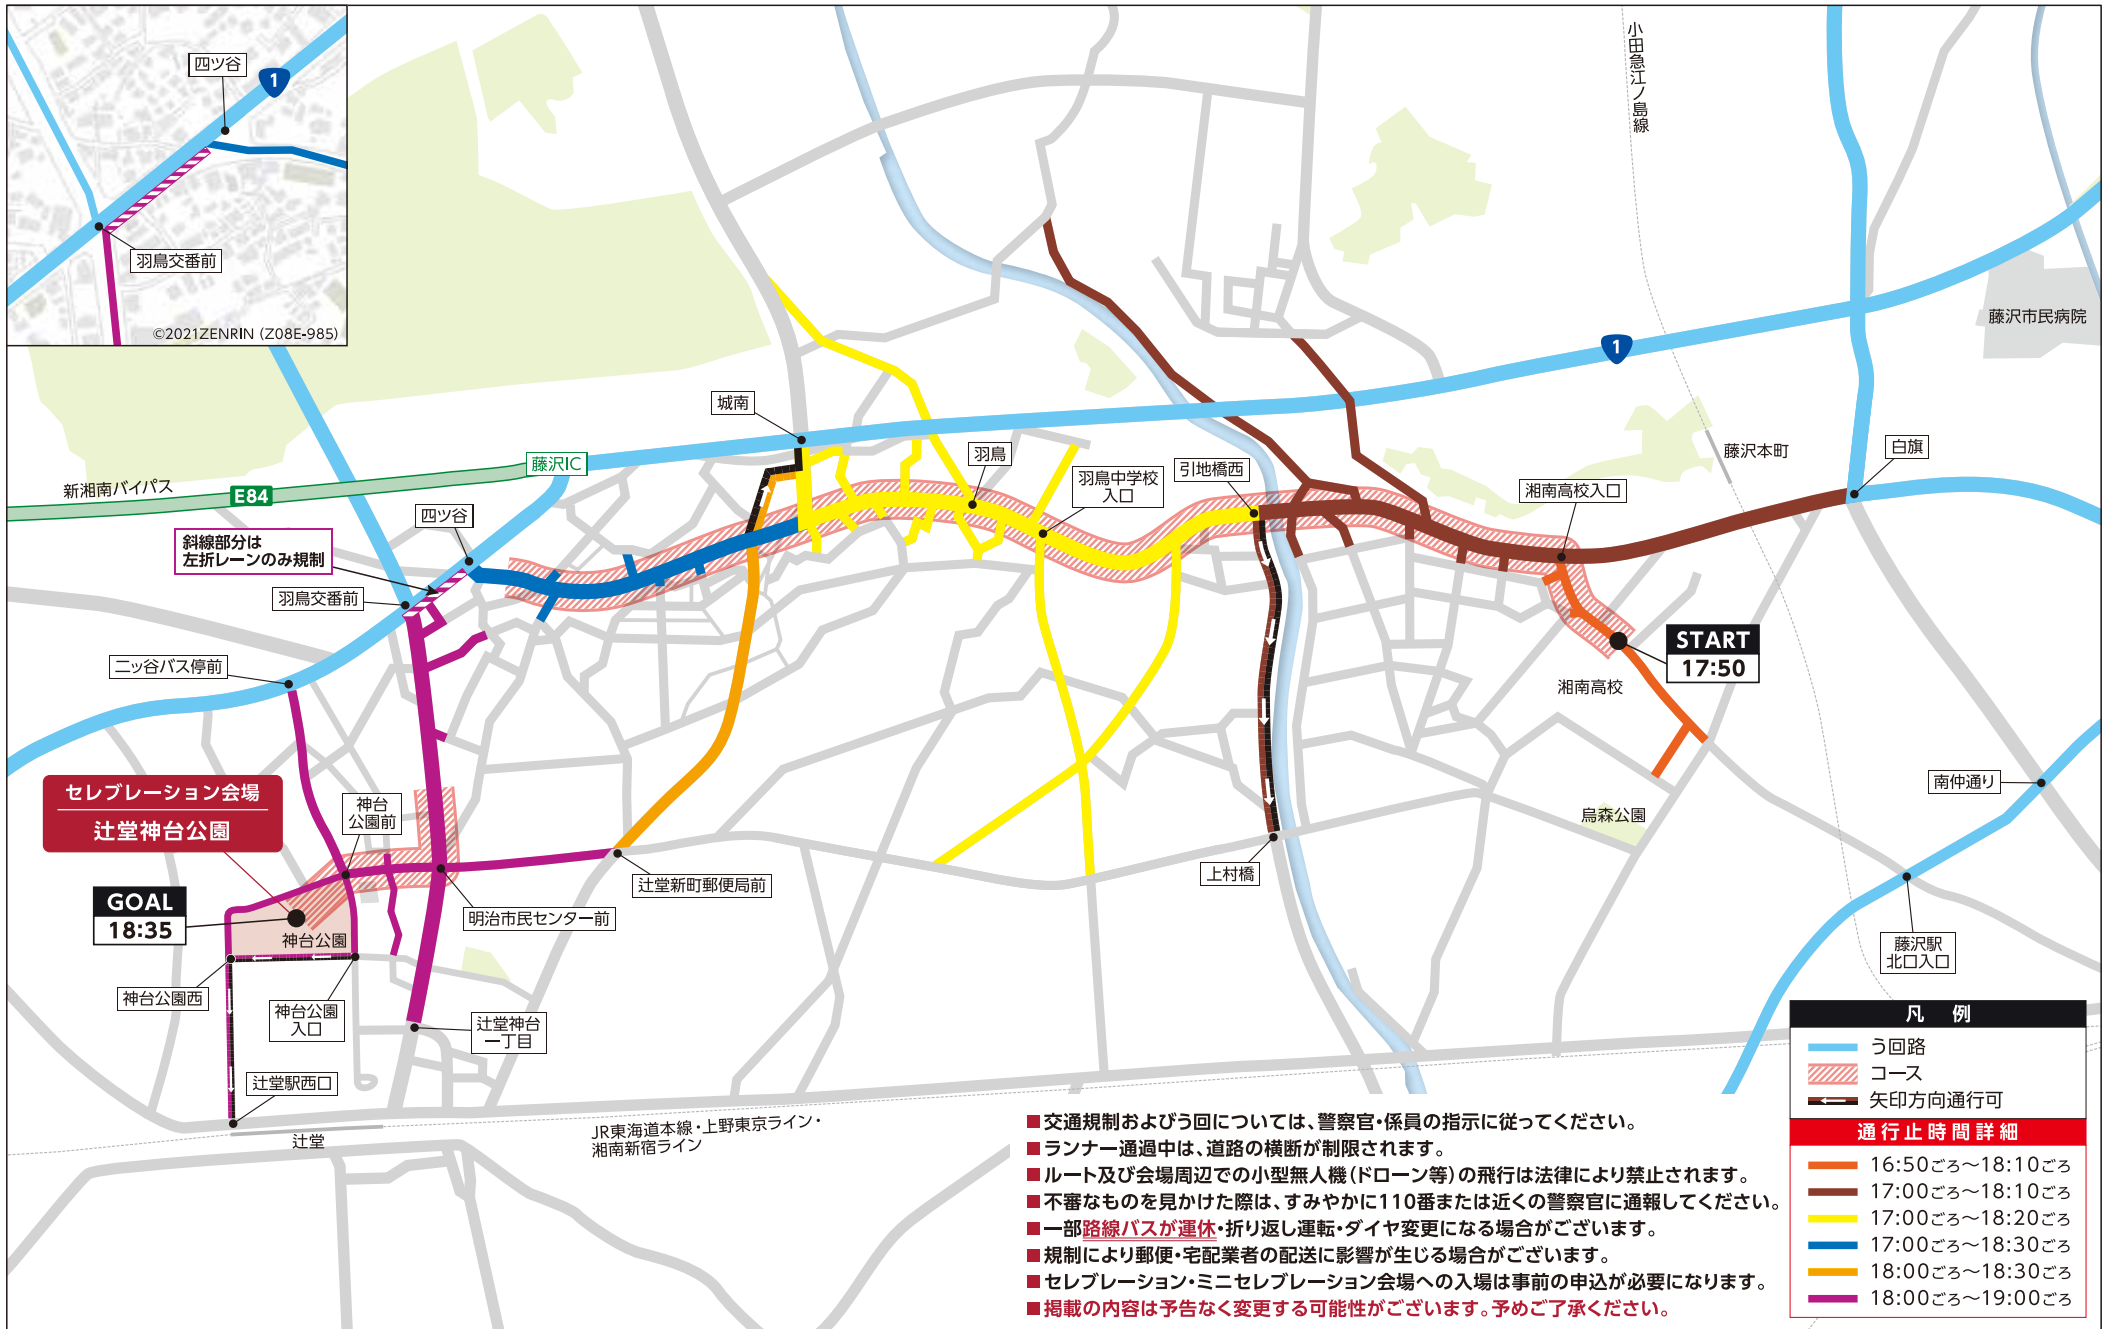 四ツ谷
1
羽鳥交番前
©2021ZENRIN (Z08E-985)
小田急江ノ島線
藤沢市民病院
1
城南
藤沢IC
新湘南バイパス
E84
羽鳥
羽鳥中学校
入口
引地橋西
湘南高校入口
藤沢本町
白旗
四ツ谷
斜線部分は
左折レーンのみ規制
羽鳥交番前
二ッ谷バス停前
START
17:50
湘南高校
セレブレーション会場
辻堂神台公園
神台
公園前
南仲通り
烏森公園
上村橋
辻堂新町郵便局前
明治市民センター前
GOAL
18:35
神台公園
藤沢駅
北口入口
神台公園西
神台公園
入口
辻堂神台
一丁目
辻堂駅西口
辻堂
JR東海道本線・上野東京ライン・
湘南新宿ライン
凡 例
う回路
コース
矢印方向通行可
通行止時間詳細
16:50ごろ〜18:10ごろ
17:00ごろ〜18:10ごろ
17:00ごろ〜18:20ごろ
17:00ごろ〜18:30ごろ
18:00ごろ〜18:30ごろ
18:00ごろ〜19:00ごろ
■交通規制およびう回については、警察官・係員の指示に従ってください。
■ランナー通過中は、道路の横断が制限されます。
■ルート及び会場周辺での小型無人機(ドローン等)の飛行は法律により禁止されます。
■不審なものを見かけた際は、すみやかに110番または近くの警察官に通報してください。
■一部路線バスが運休・折り返し運転・ダイヤ変更になる場合がございます。
■規制により郵便・宅配業者の配送に影響が生じる場合がございます。
■セレブレーション・ミニセレブレーション会場への入場は事前の申込が必要になります。
■掲載の内容は予告なく変更する可能性がございます。予めご了承ください。